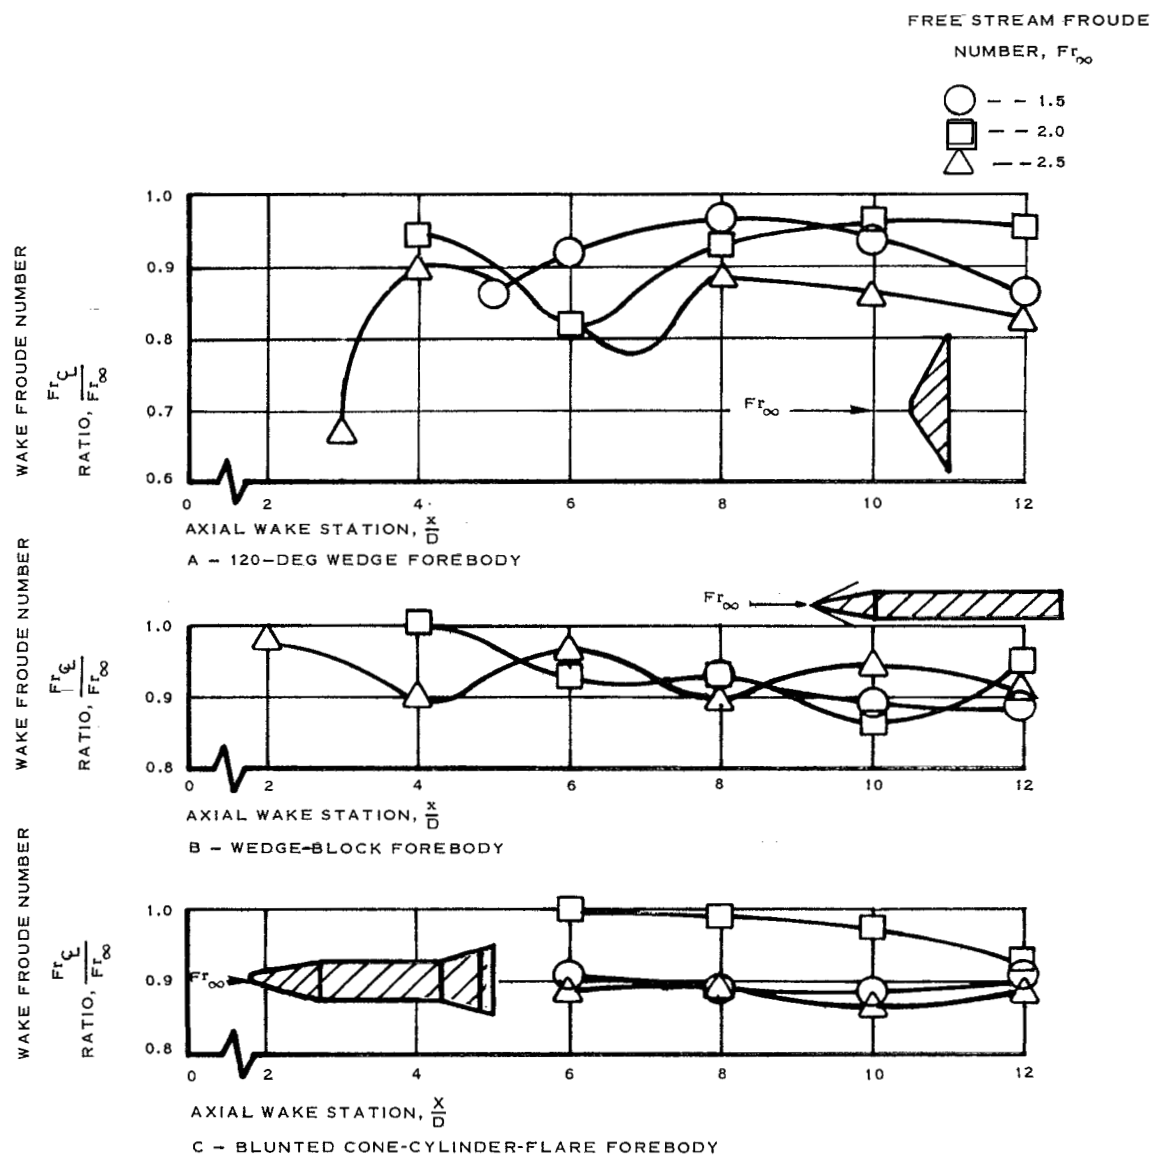 FREE STREAM FROUDE
NUMBER, Fr∞
1.5
2.0
2.5
WAKE FROUDE NUMBER
RATIO, Fr℄/Fr∞
1.0
0.9
0.8
0.7
0.6
Fr∞
0 2 4 6 8 10 12
AXIAL WAKE STATION, x/D
A – 120-DEG WEDGE FOREBODY
WAKE FROUDE NUMBER
RATIO, Fr℄/Fr∞
Fr∞
1.0
0.9
0.8
0 2 4 6 8 10 12
AXIAL WAKE STATION, x/D
B – WEDGE-BLOCK FOREBODY
WAKE FROUDE NUMBER
RATIO, Fr℄/Fr∞
1.0
0.9
0.8
Fr∞
0 2 4 6 8 10 12
AXIAL WAKE STATION, X/D
C – BLUNTED CONE-CYLINDER-FLARE FOREBODY